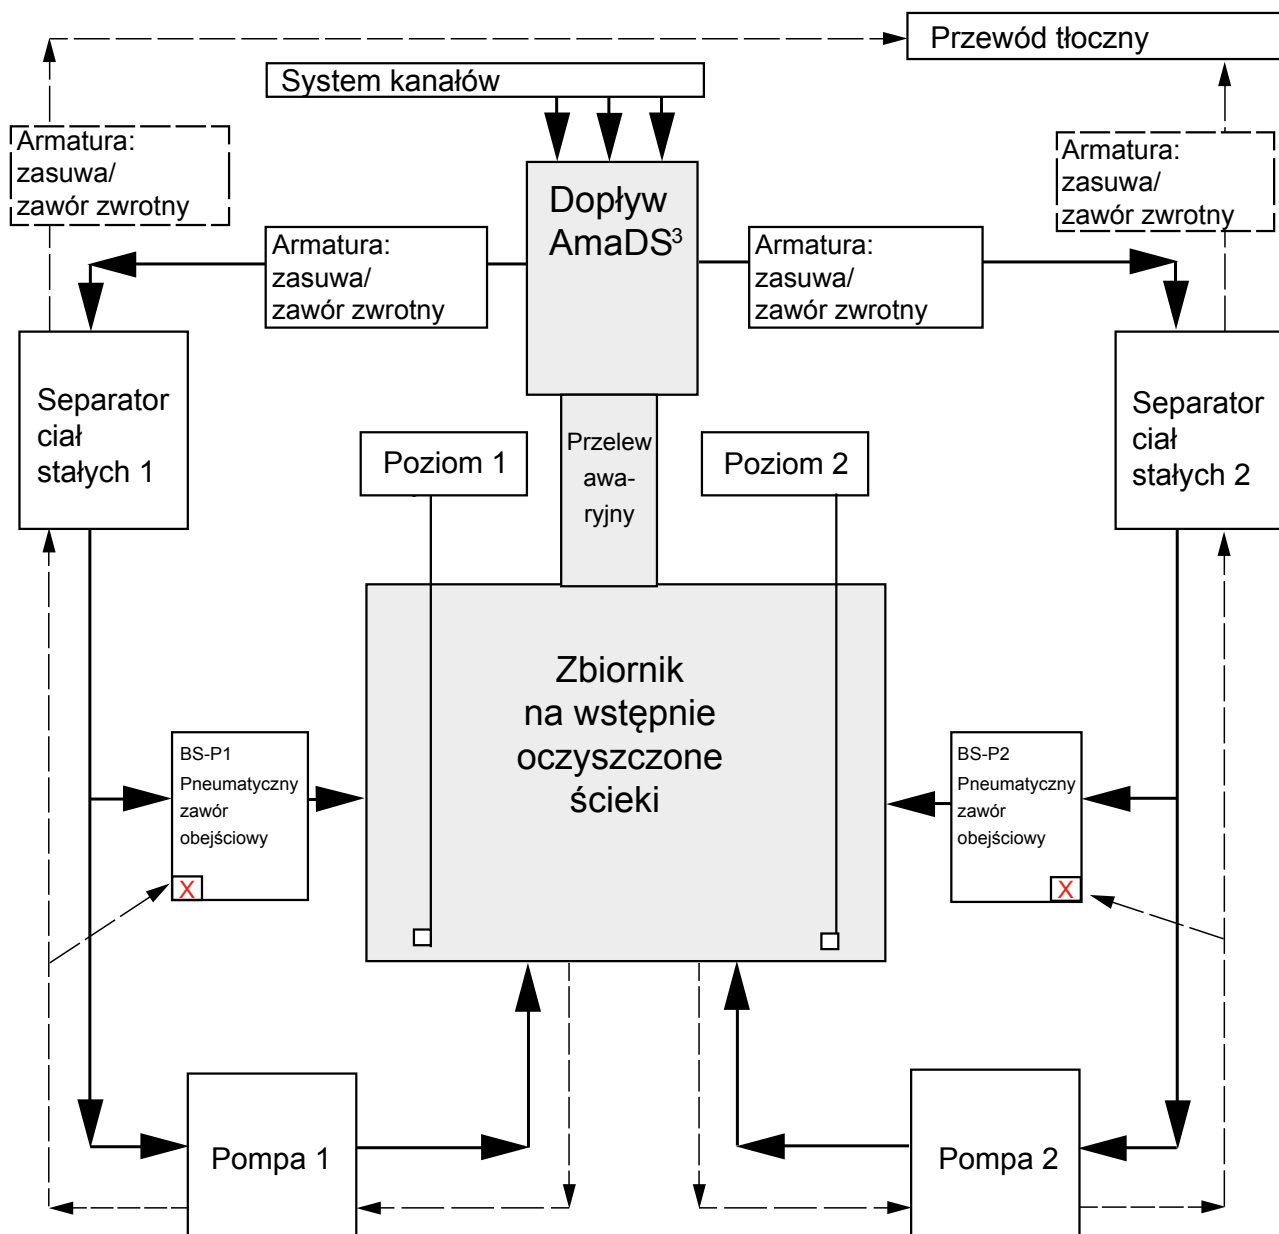 Przewód tłoczny
System kanałów
Armatura:
zasuwa/
zawór zwrotny
Armatura:
zasuwa/
zawór zwrotny
Dopływ
AmaDS³
Armatura:
zasuwa/
zawór zwrotny
Armatura:
zasuwa/
zawór zwrotny
Separator
ciał
stałych 1
Poziom 1
Przelew
awa-
ryjny
Poziom 2
Separator
ciał
stałych 2
Zbiornik
na wstępnie
oczyszczone
ścieki
BS-P1
Pneumatyczny
zawór
obejściowy
X
BS-P2
Pneumatyczny
zawór
obejściowy
X
Pompa 1
Pompa 2